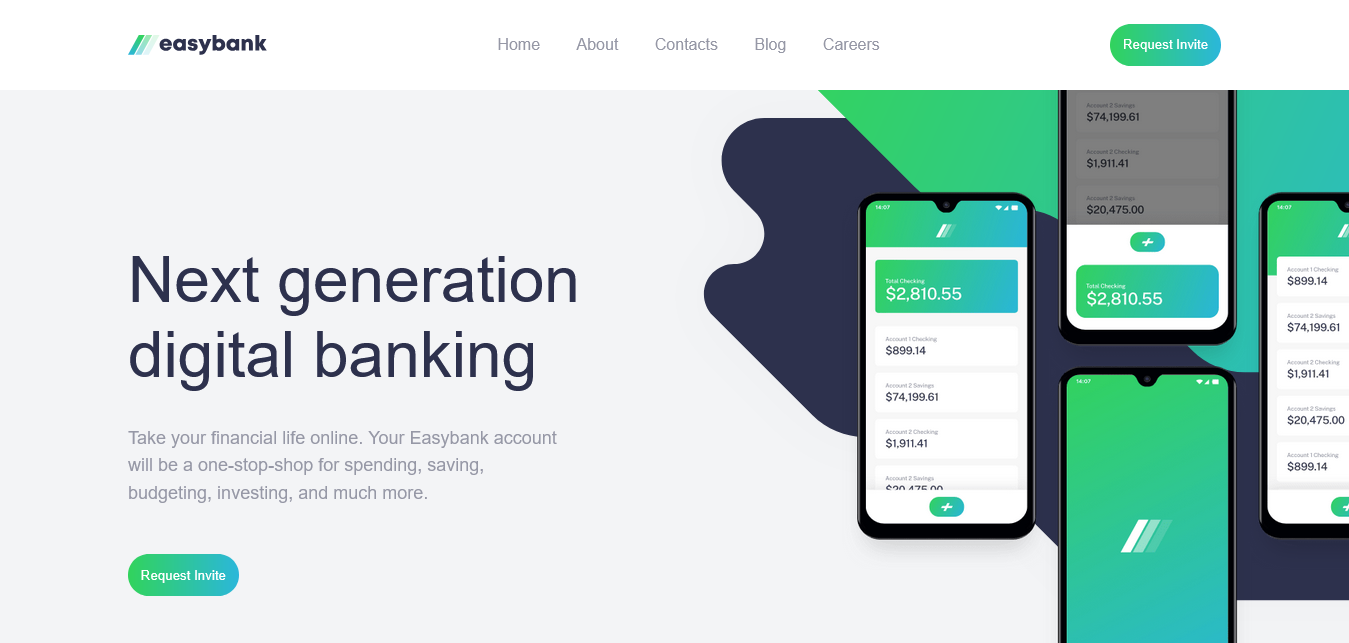 easybank
Home
About
Contacts
Blog
Careers
Request Invite
Next generation
digital banking
Take your financial life online. Your Easybank account
will be a one-stop-shop for spending, saving,
budgeting, investing, and much more.
Request Invite
14:07
Total Checking
$2,810.55
Account 1 Checking
$899.14
Account 2 Savings
$74,199.61
Account 2 Checking
$1,911.41
Account 2 Savings
$20,475.00
Account 2 Savings
$74,199.61
Account 2 Checking
$1,911.41
Account 2 Savings
$20,475.00
Total Checking
$2,810.55
14:07
14:07
Account 1 Checking
$899.14
Account 2 Savings
$74,199.61
Account 2 Checking
$1,911.41
Account 2 Savings
$20,475.00
Account 1 Checking
$899.14